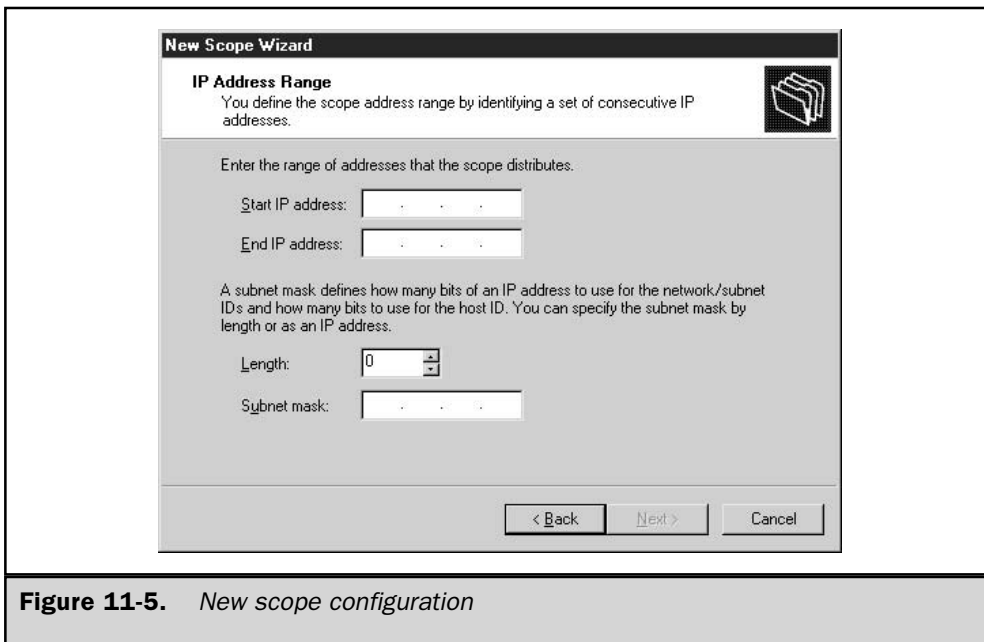 New Scope Wizard
IP Address Range
You define the scope address range by identifying a set of consecutive IP
addresses.
Enter the range of addresses that the scope distributes.
Start IP address:
End IP address:
A subnet mask defines how many bits of an IP address to use for the network/subnet
IDs and how many bits to use for the host ID. You can specify the subnet mask by
length or as an IP address.
Length: 0
Subnet mask:
< Back Next > Cancel
Figure 11-5. New scope configuration